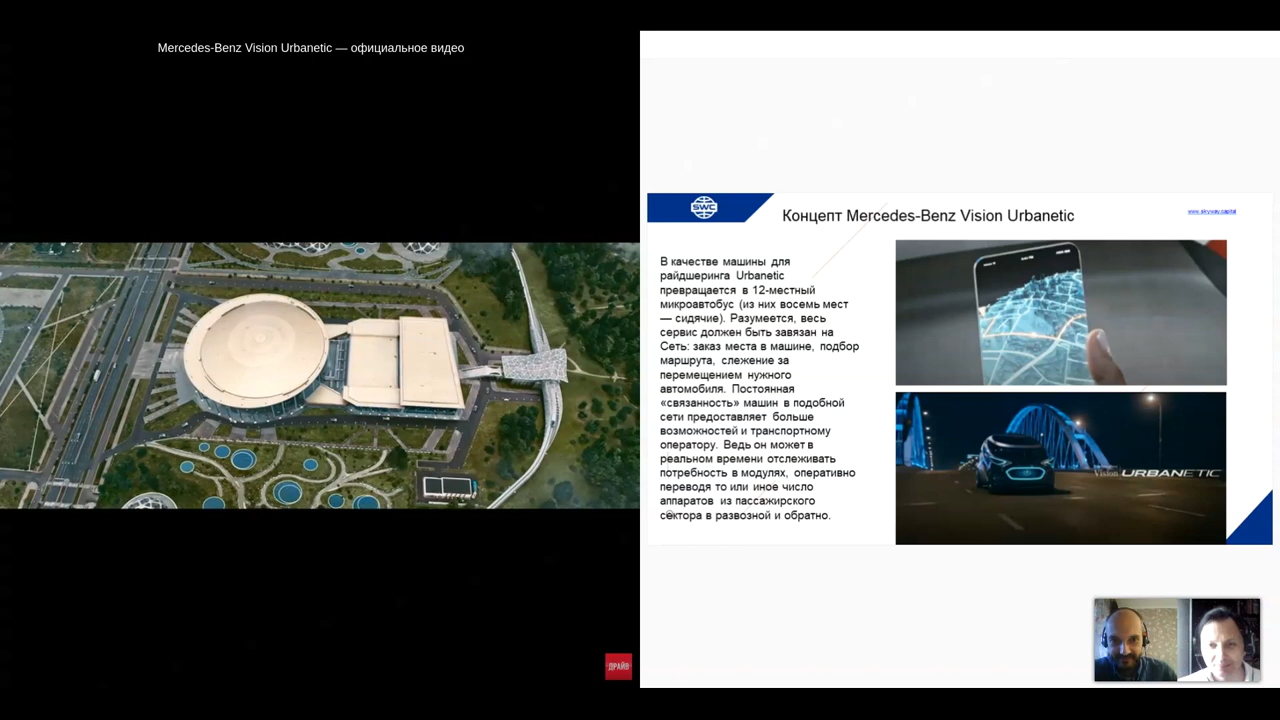 Mercedes-Benz Vision Urbanetic — официальное видео
ДРАЙВ
SWC
Концепт Mercedes-Benz Vision Urbanetic
www.skyway.capital
В качестве машины для
райдшеринга Urbanetic
превращается в 12-местный
микроавтобус (из них восемь мест
— сидячие). Разумеется, весь
сервис должен быть завязан на
Сеть: заказ места в машине, подбор
маршрута, слежение за
перемещением нужного
автомобиля. Постоянная
«связанность» машин в подобной
сети предоставляет больше
возможностей и транспортному
оператору. Ведь он может в
реальном времени отслеживать
потребность в модулях, оперативно
переводя то или иное число
аппаратов из пассажирского
сектора в развозной и обратно.
Vision URBANETIC